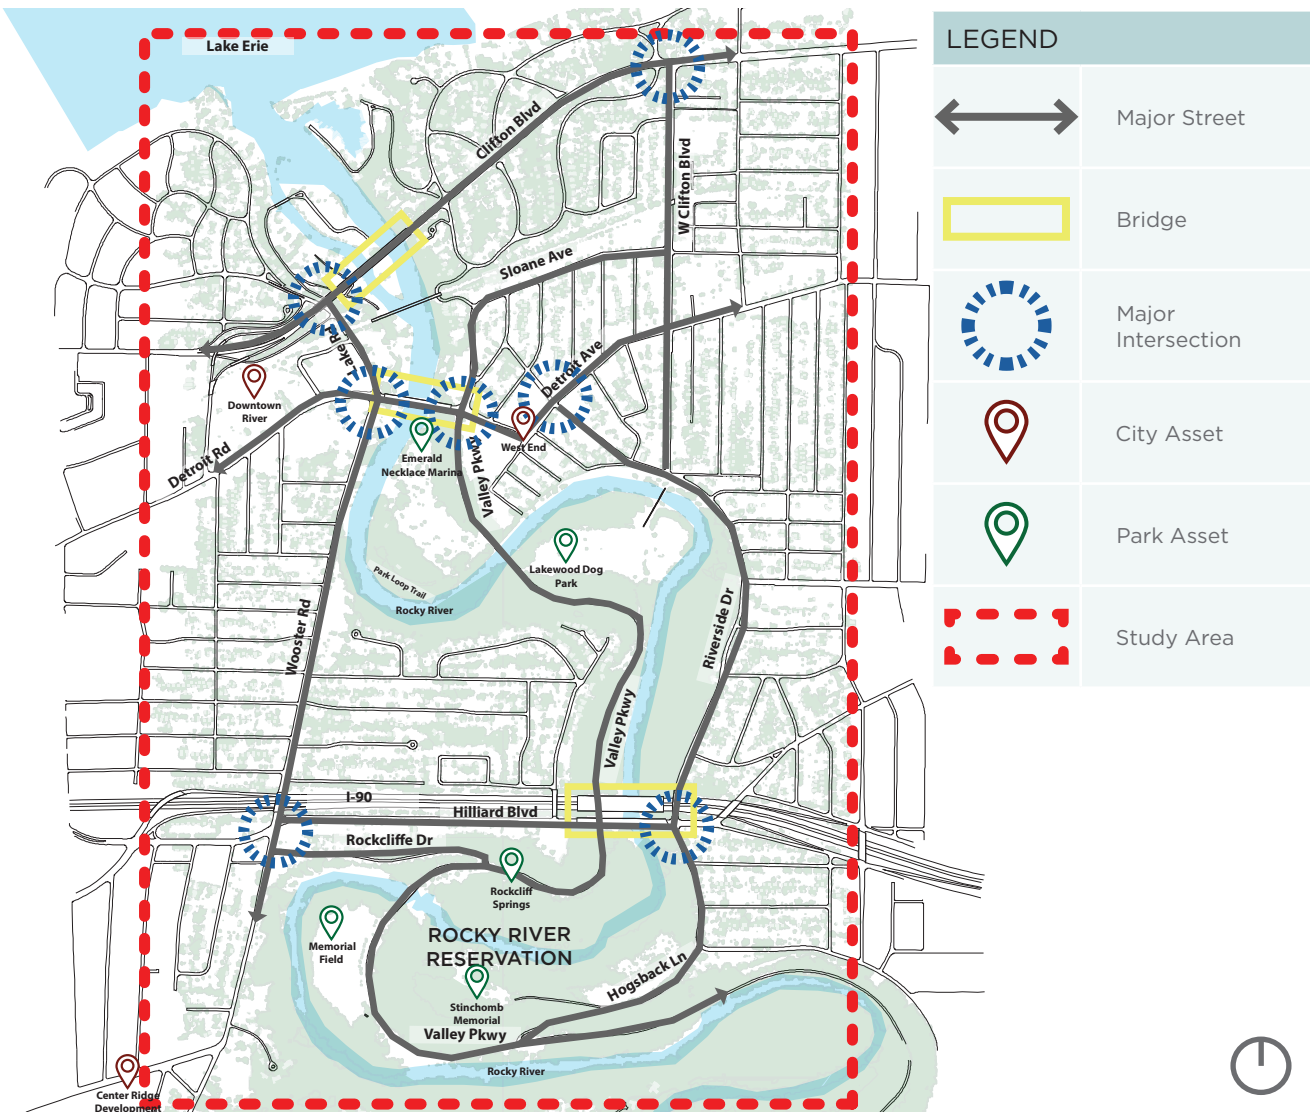 Lake Erie
Clifton Blvd
W Clifton Blvd
Sloane Ave
Lake Rd
Detroit Ave
Downtown
River
Detroit Rd
Emerald
Necklace Marina
Valley Pkwy
West End
Lakewood Dog
Park
Park Loop Trail
Rocky River
Wooster Rd
Riverside Dr
Valley Pkwy
I-90
Hilliard Blvd
Rockcliffe Dr
Rockcliff
Springs
Memorial
Field
ROCKY RIVER
RESERVATION
Hogsback Ln
Stinchomb
Memorial
Valley Pkwy
Rocky River
Center Ridge
Development
LEGEND
Major Street
Bridge
Major
Intersection
City Asset
Park Asset
Study Area